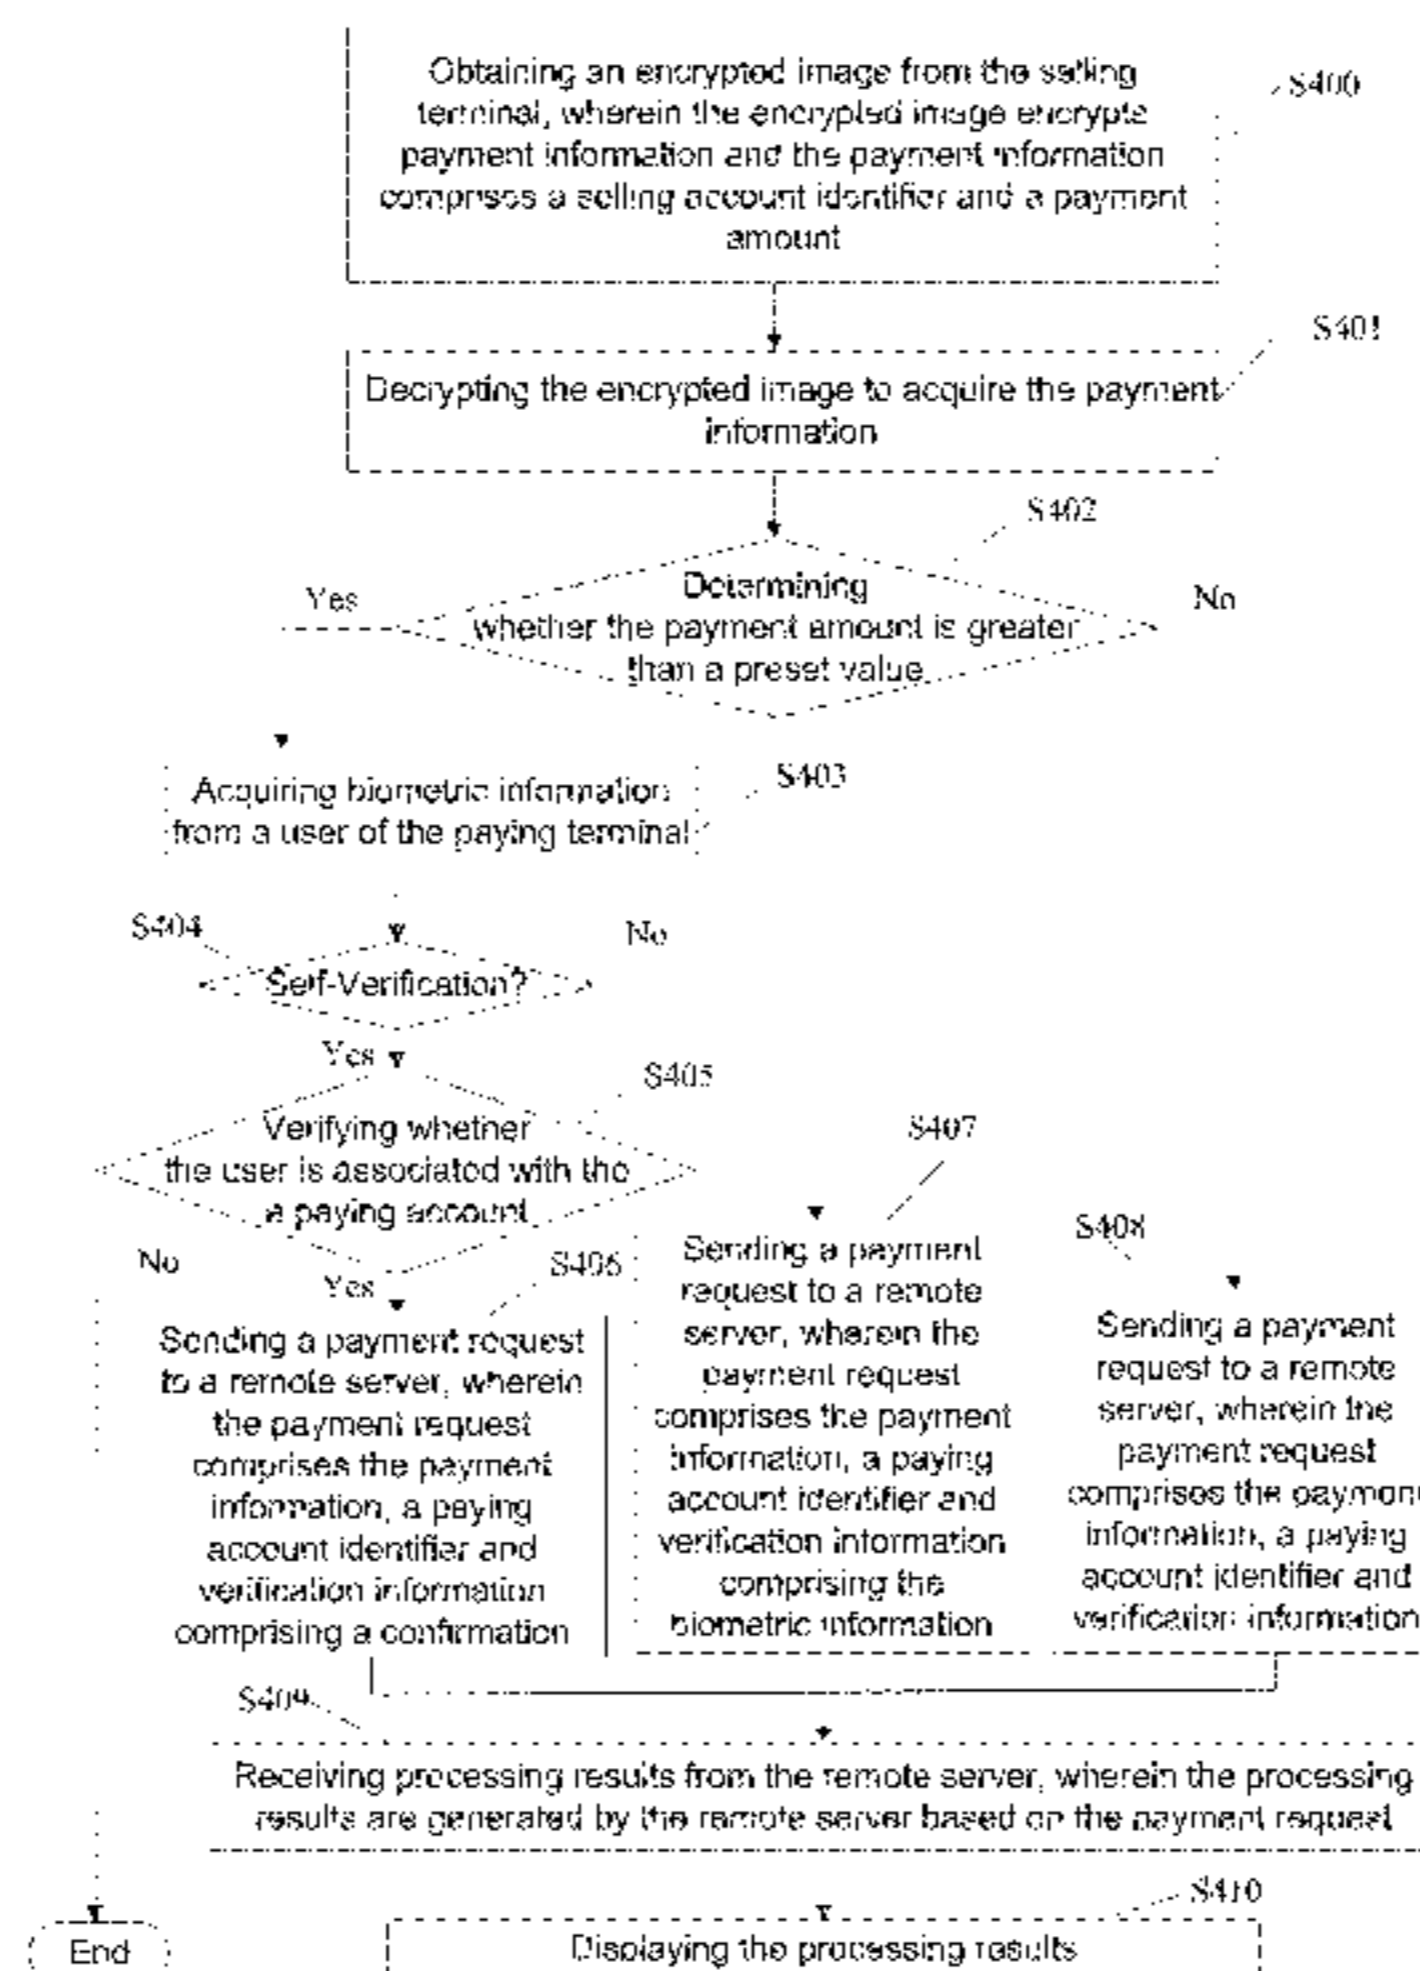 Obtaining an encrypted image from the selling
terminal, wherein the encrypted image encrypts
payment information and the payment information
comprises a selling account identifier and a payment
amount
S400
Decrypting the encrypted image to acquire the payment
information
S401
S402
Determining
whether the payment amount is greater
than a preset value
Yes
No
Acquiring biometric information
from a user of the paying terminal
S403
S404
Self-Verification?
No
Yes
S405
Verifying whether
the user is associated with the
a paying account
No
Yes
S406
Sending a payment request
to a remote server, wherein
the payment request
comprises the payment
information, a paying
account identifier and
verification information
comprising a confirmation
S407
Sending a payment
request to a remote
server, wherein the
payment request
comprises the payment
information, a paying
account identifier and
verification information
comprising the
biometric information
S408
Sending a payment
request to a remote
server, wherein the
payment request
comprises the payment
information, a paying
account identifier and
verification information
S409
Receiving processing results from the remote server, wherein the processing
results are generated by the remote server based on the payment request
S410
Displaying the processing results
End